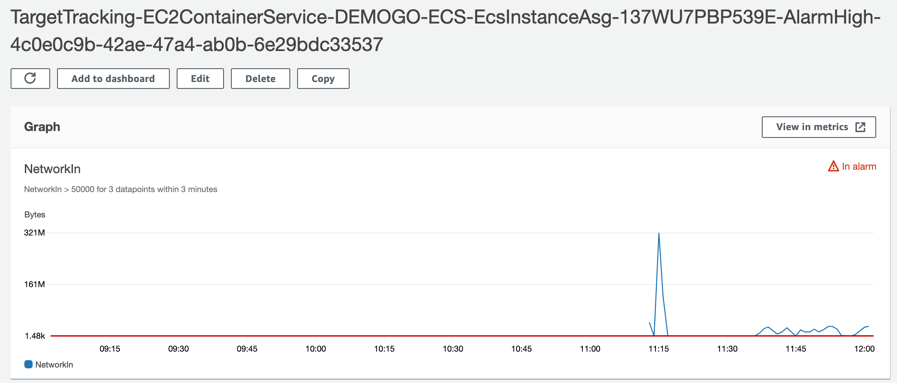 TargetTracking-EC2ContainerService-DEMOGO-ECS-EcsInstanceAsg-137WU7PBP539E-AlarmHigh-
4c0e0c9b-42ae-47a4-ab0b-6e29bdc33537
Add to dashboard Edit Delete Copy
Graph View in metrics
NetworkIn In alarm
NetworkIn > 50000 for 3 datapoints within 3 minutes
Bytes
321M
161M
1.48k
09:15 09:30 09:45 10:00 10:15 10:30 10:45 11:00 11:15 11:30 11:45 12:00
NetworkIn